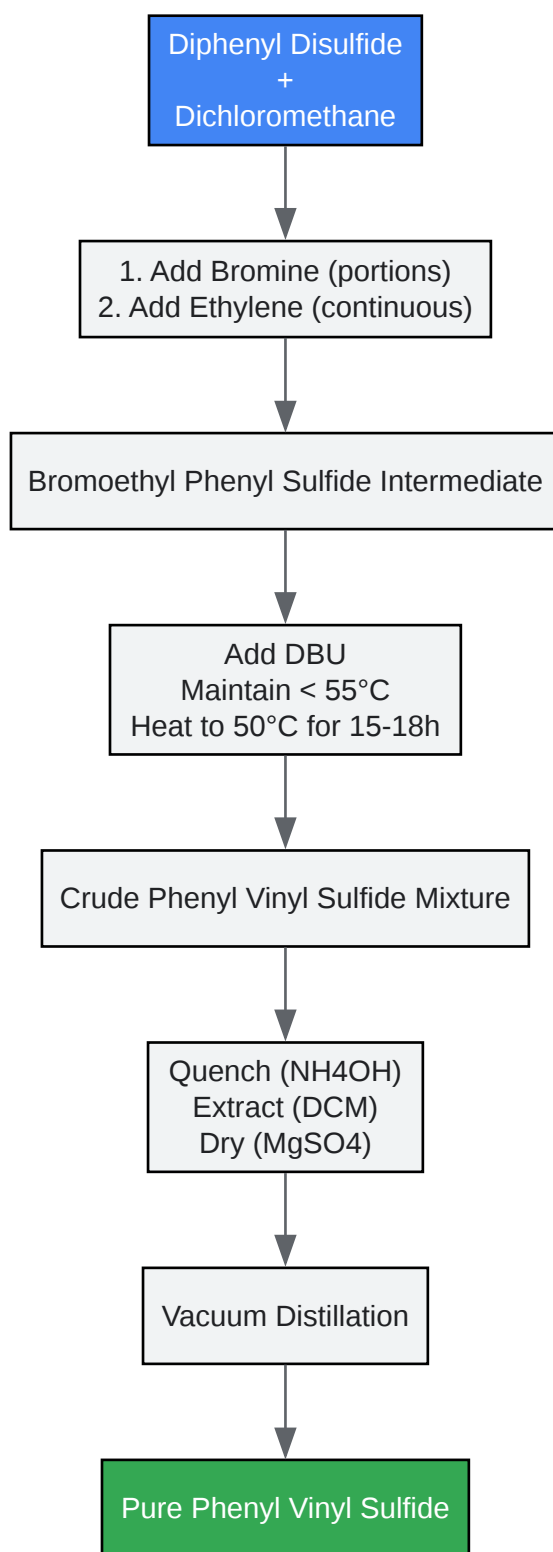 Diphenyl Disulfide
+
Dichloromethane
1. Add Bromine (portions)
2. Add Ethylene (continuous)
Bromoethyl Phenyl Sulfide Intermediate
Add DBU
Maintain < 55°C
Heat to 50°C for 15-18h
Crude Phenyl Vinyl Sulfide Mixture
Quench (NH4OH)
Extract (DCM)
Dry (MgSO4)
Vacuum Distillation
Pure Phenyl Vinyl Sulfide